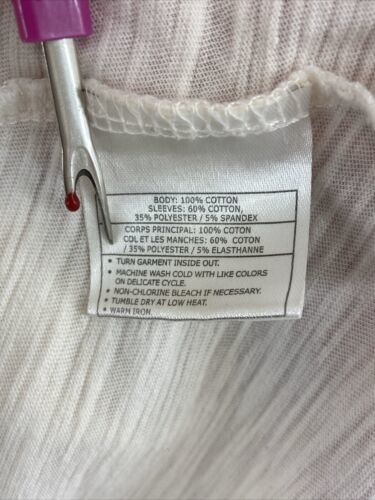 BODY: 100% COTTON
SLEEVES: 60% COTTON,
35% POLYESTER / 5% SPANDEX
CORPS PRINCIPAL: 100% COTON
COL ET LES MANCHES: 60% COTON
/ 35% POLYESTER / 5% ELASTHANNE
• TURN GARMENT INSIDE OUT.
• MACHINE WASH COLD WITH LIKE COLORS
ON DELICATE CYCLE.
• NON-CHLORINE BLEACH IF NECESSARY.
• TUMBLE DRY AT LOW HEAT.
• WARM IRON.